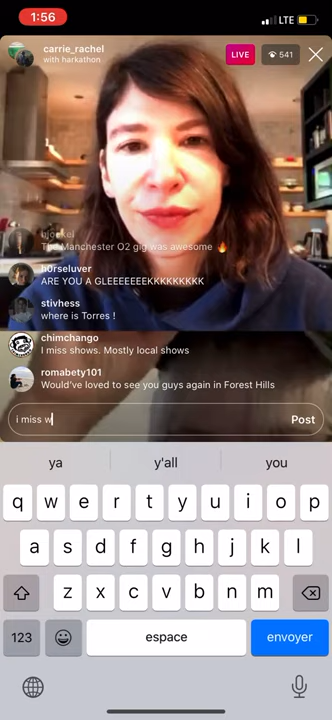 1:56
LTE
carrie_rachel
with harkathon
LIVE
541
The Manchester O2 gig was awesome 🔥
h0rseluver
ARE YOU A GLEEEEEEEKKKKKKKKK
stivhess
where is Torres !
chimchango
I miss shows. Mostly local shows
romabety101
Would've loved to see you guys again in Forest Hills
i miss w
Post
ya
y'all
you
q w e r t y u i o p
a s d f g h j k l
z x c v b n m
123
espace
envoyer